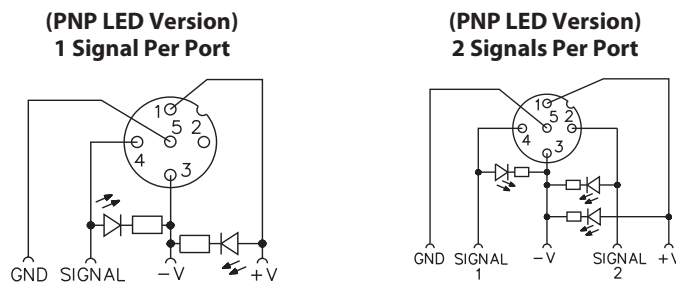 (PNP LED Version)
1 Signal Per Port
1
5
2
4
3
GND SIGNAL −V +V
(PNP LED Version)
2 Signals Per Port
1
5
2
4
3
GND SIGNAL 1 −V SIGNAL 2 +V